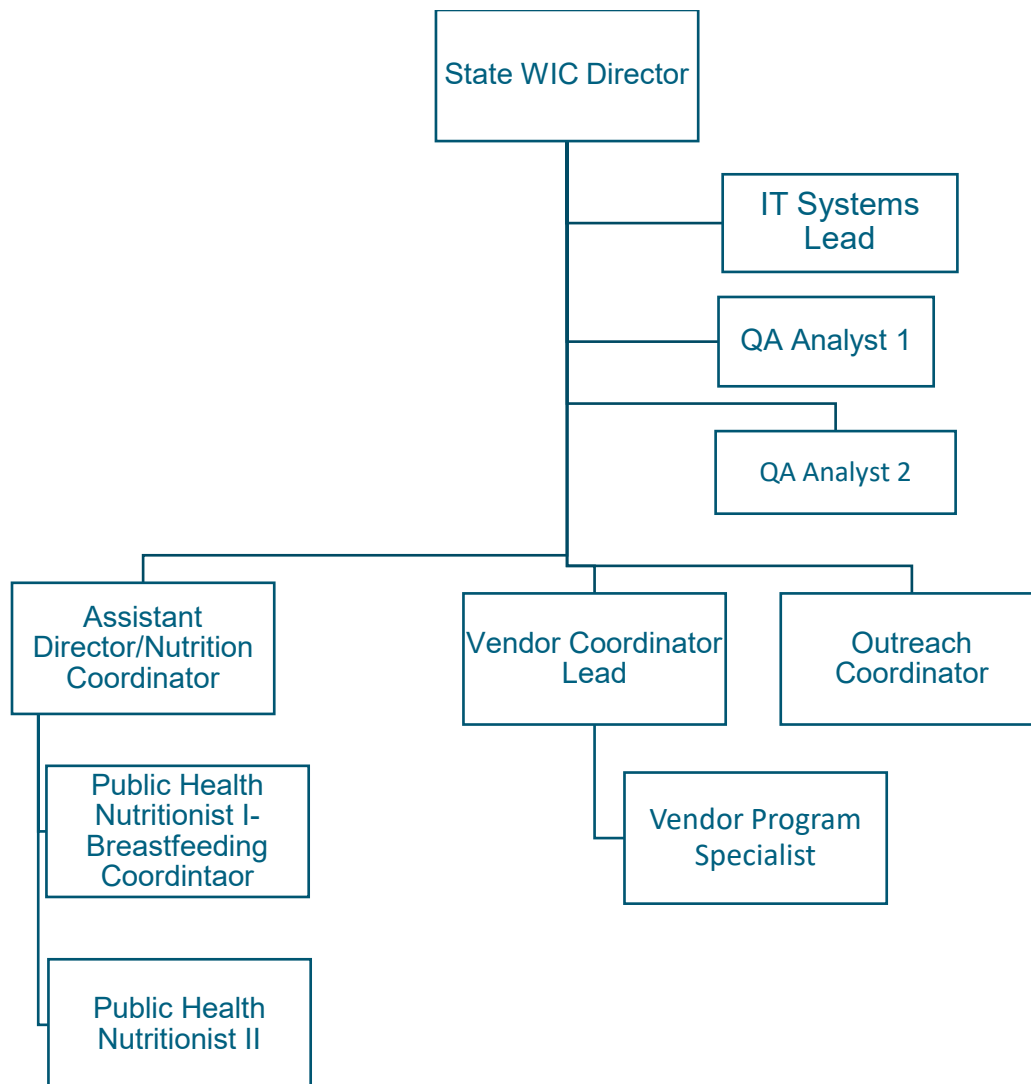 State WIC Director
IT Systems
Lead
QA Analyst 1
QA Analyst 2
Assistant
Director/Nutrition
Coordinator
Vendor Coordinator
Lead
Outreach
Coordinator
Public Health
Nutritionist I-
Breastfeeding
Coordintaor
Vendor Program
Specialist
Public Health
Nutritionist II